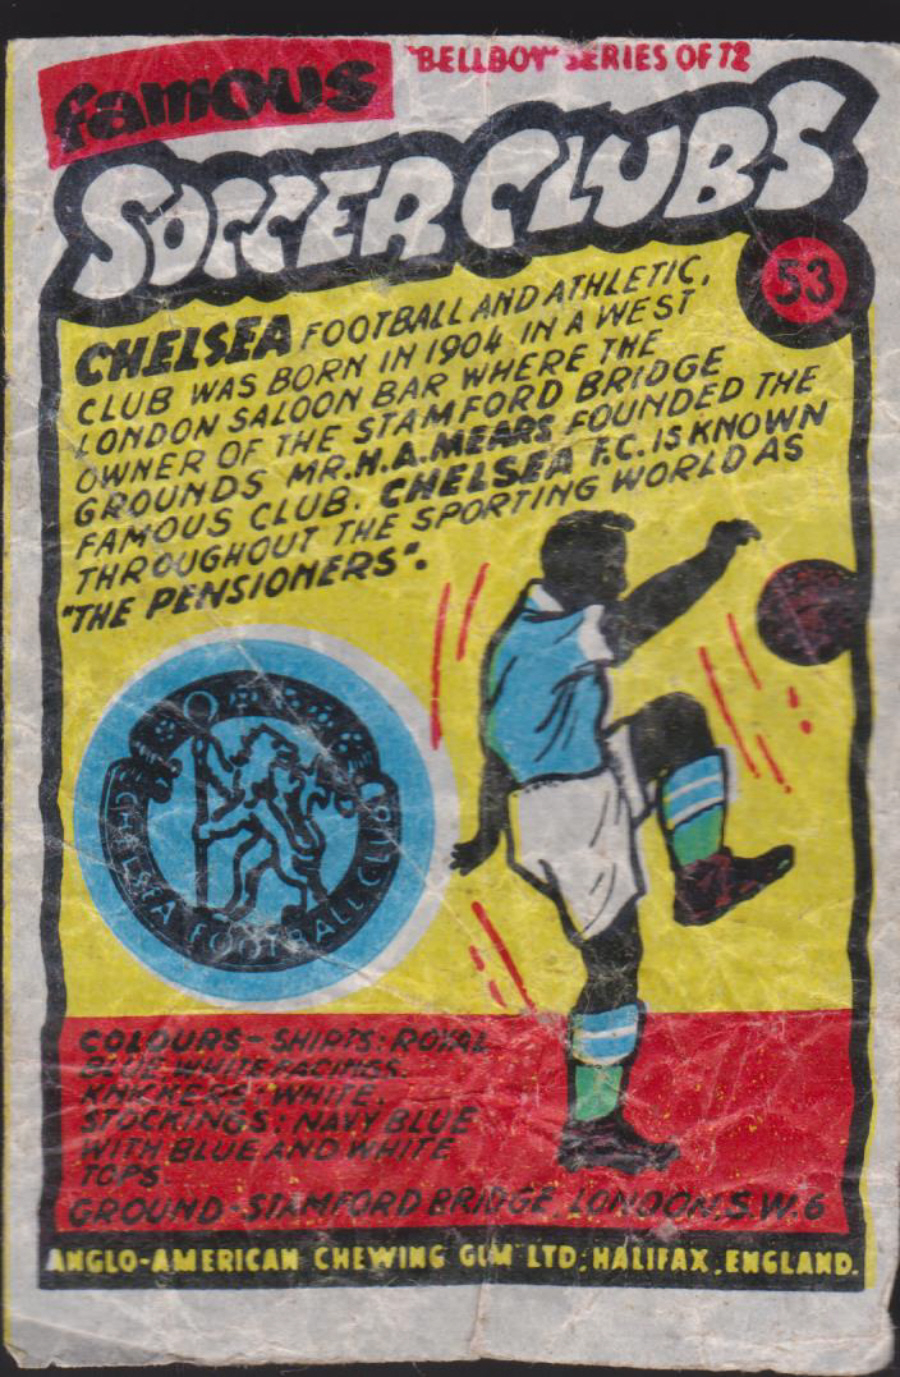 famous
"BELLBOY" SERIES OF 72
SOCCER CLUBS
53
CHELSEA FOOTBALL AND ATHLETIC,
CLUB WAS BORN IN 1904 IN A WEST
LONDON SALOON BAR WHERE THE
OWNER OF THE STAMFORD BRIDGE
GROUNDS MR.H.A.MEARS FOUNDED THE
FAMOUS CLUB. CHELSEA F.C. IS KNOWN
THROUGHOUT THE SPORTING WORLD AS
"THE PENSIONERS".
CHELSEA FOOTBALL CLUB
COLOURS-SHIRTS: ROYAL
BLUE WHITE FACINGS.
KNICKERS: WHITE.
STOCKINGS: NAVY BLUE
WITH BLUE AND WHITE
TOPS.
GROUND-STAMFORD BRIDGE, LONDON, S.W.6
ANGLO-AMERICAN CHEWING GUM LTD, HALIFAX, ENGLAND.